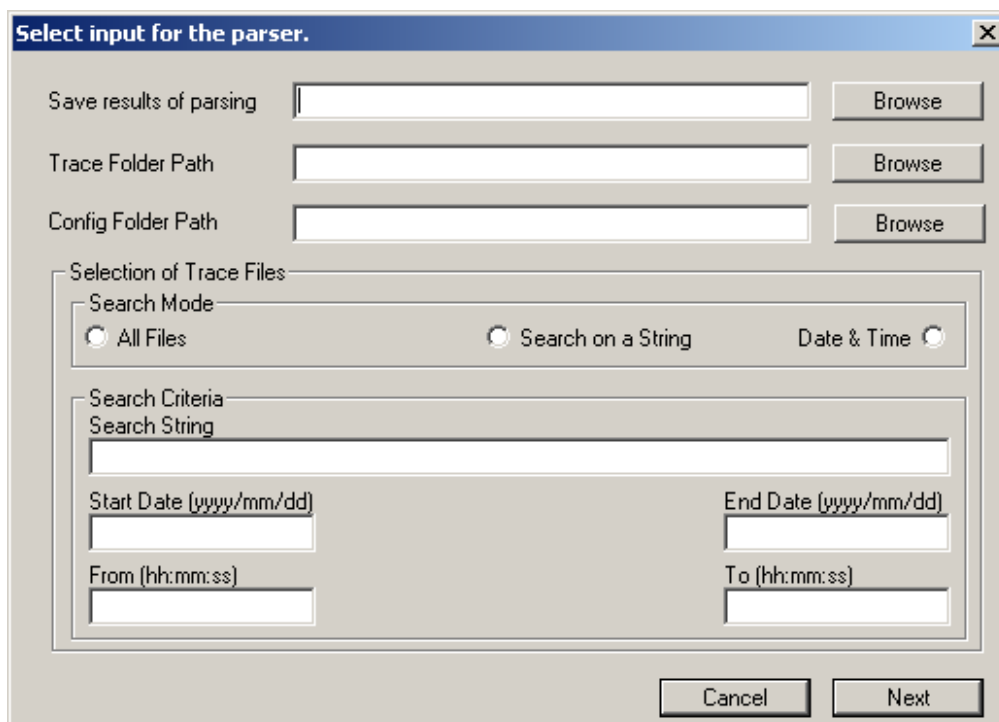 Select input for the parser.
Save results of parsing Browse
Trace Folder Path Browse
Config Folder Path Browse
Selection of Trace Files
Search Mode
All Files Search on a String Date & Time
Search Criteria
Search String
Start Date (yyyy/mm/dd) End Date (yyyy/mm/dd)
From (hh:mm:ss) To (hh:mm:ss)
Cancel Next